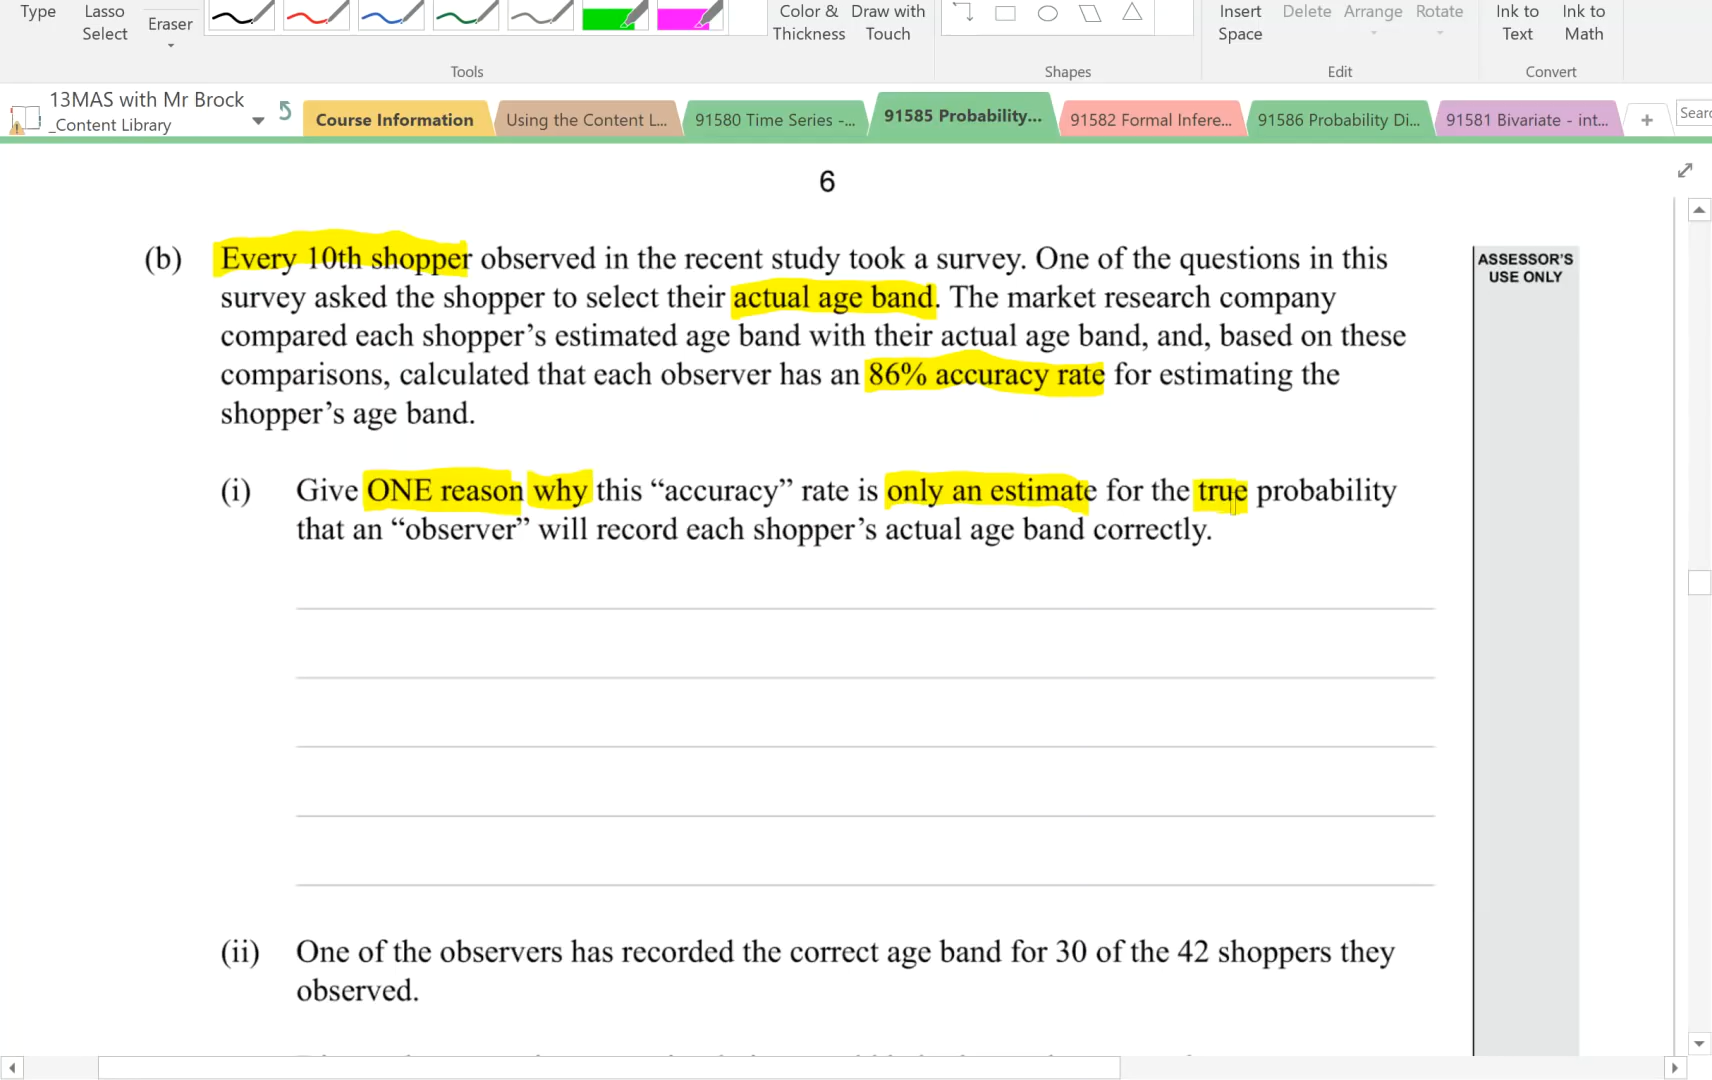 Type
Lasso
Select
Eraser
Color &
Thickness
Draw with
Touch
Insert
Space
Delete
Arrange
Rotate
Ink to
Text
Ink to
Math
Tools
Shapes
Edit
Convert
13MAS with Mr Brock
_Content Library
Course Information
Using the Content L...
91580 Time Series -...
91585 Probability...
91582 Formal Infere...
91586 Probability Di...
91581 Bivariate - int...
+
6
(b) Every 10th shopper observed in the recent study took a survey. One of the questions in this
survey asked the shopper to select their actual age band. The market research company
compared each shopper’s estimated age band with their actual age band, and, based on these
comparisons, calculated that each observer has an 86% accuracy rate for estimating the
shopper’s age band.
ASSESSOR’S
USE ONLY
(i) Give ONE reason why this “accuracy” rate is only an estimate for the true probability
that an “observer” will record each shopper’s actual age band correctly.
(ii) One of the observers has recorded the correct age band for 30 of the 42 shoppers they
observed.